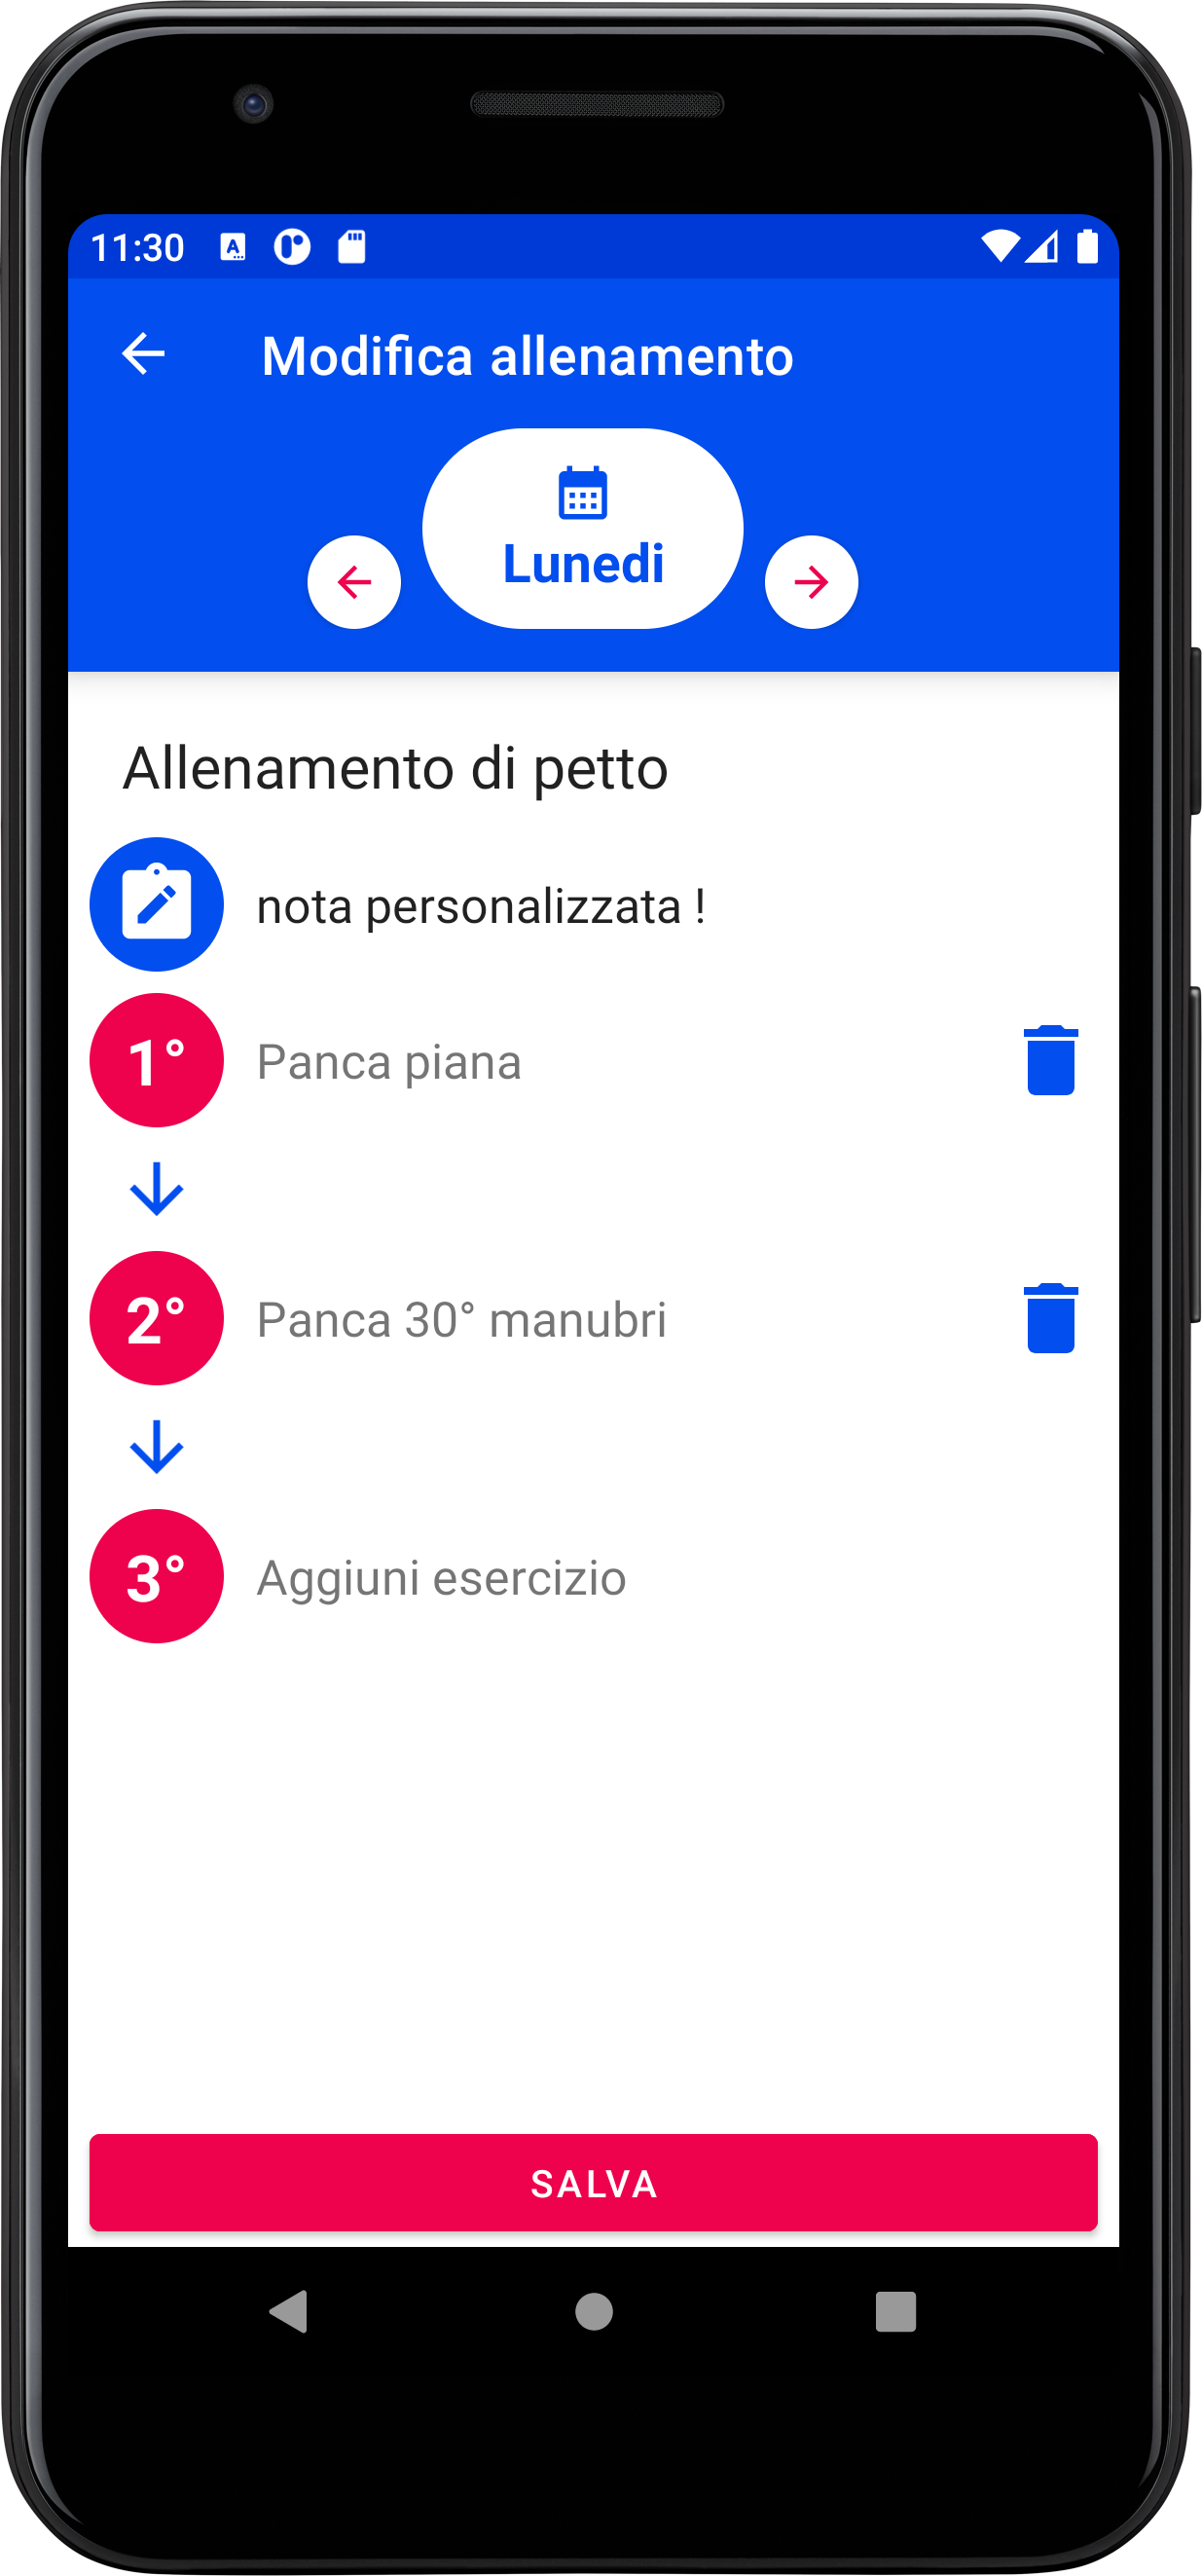 11:30
Modifica allenamento
Lunedi
Allenamento di petto
nota personalizzata !
1° Panca piana
2° Panca 30° manubri
3° Aggiuni esercizio
SALVA